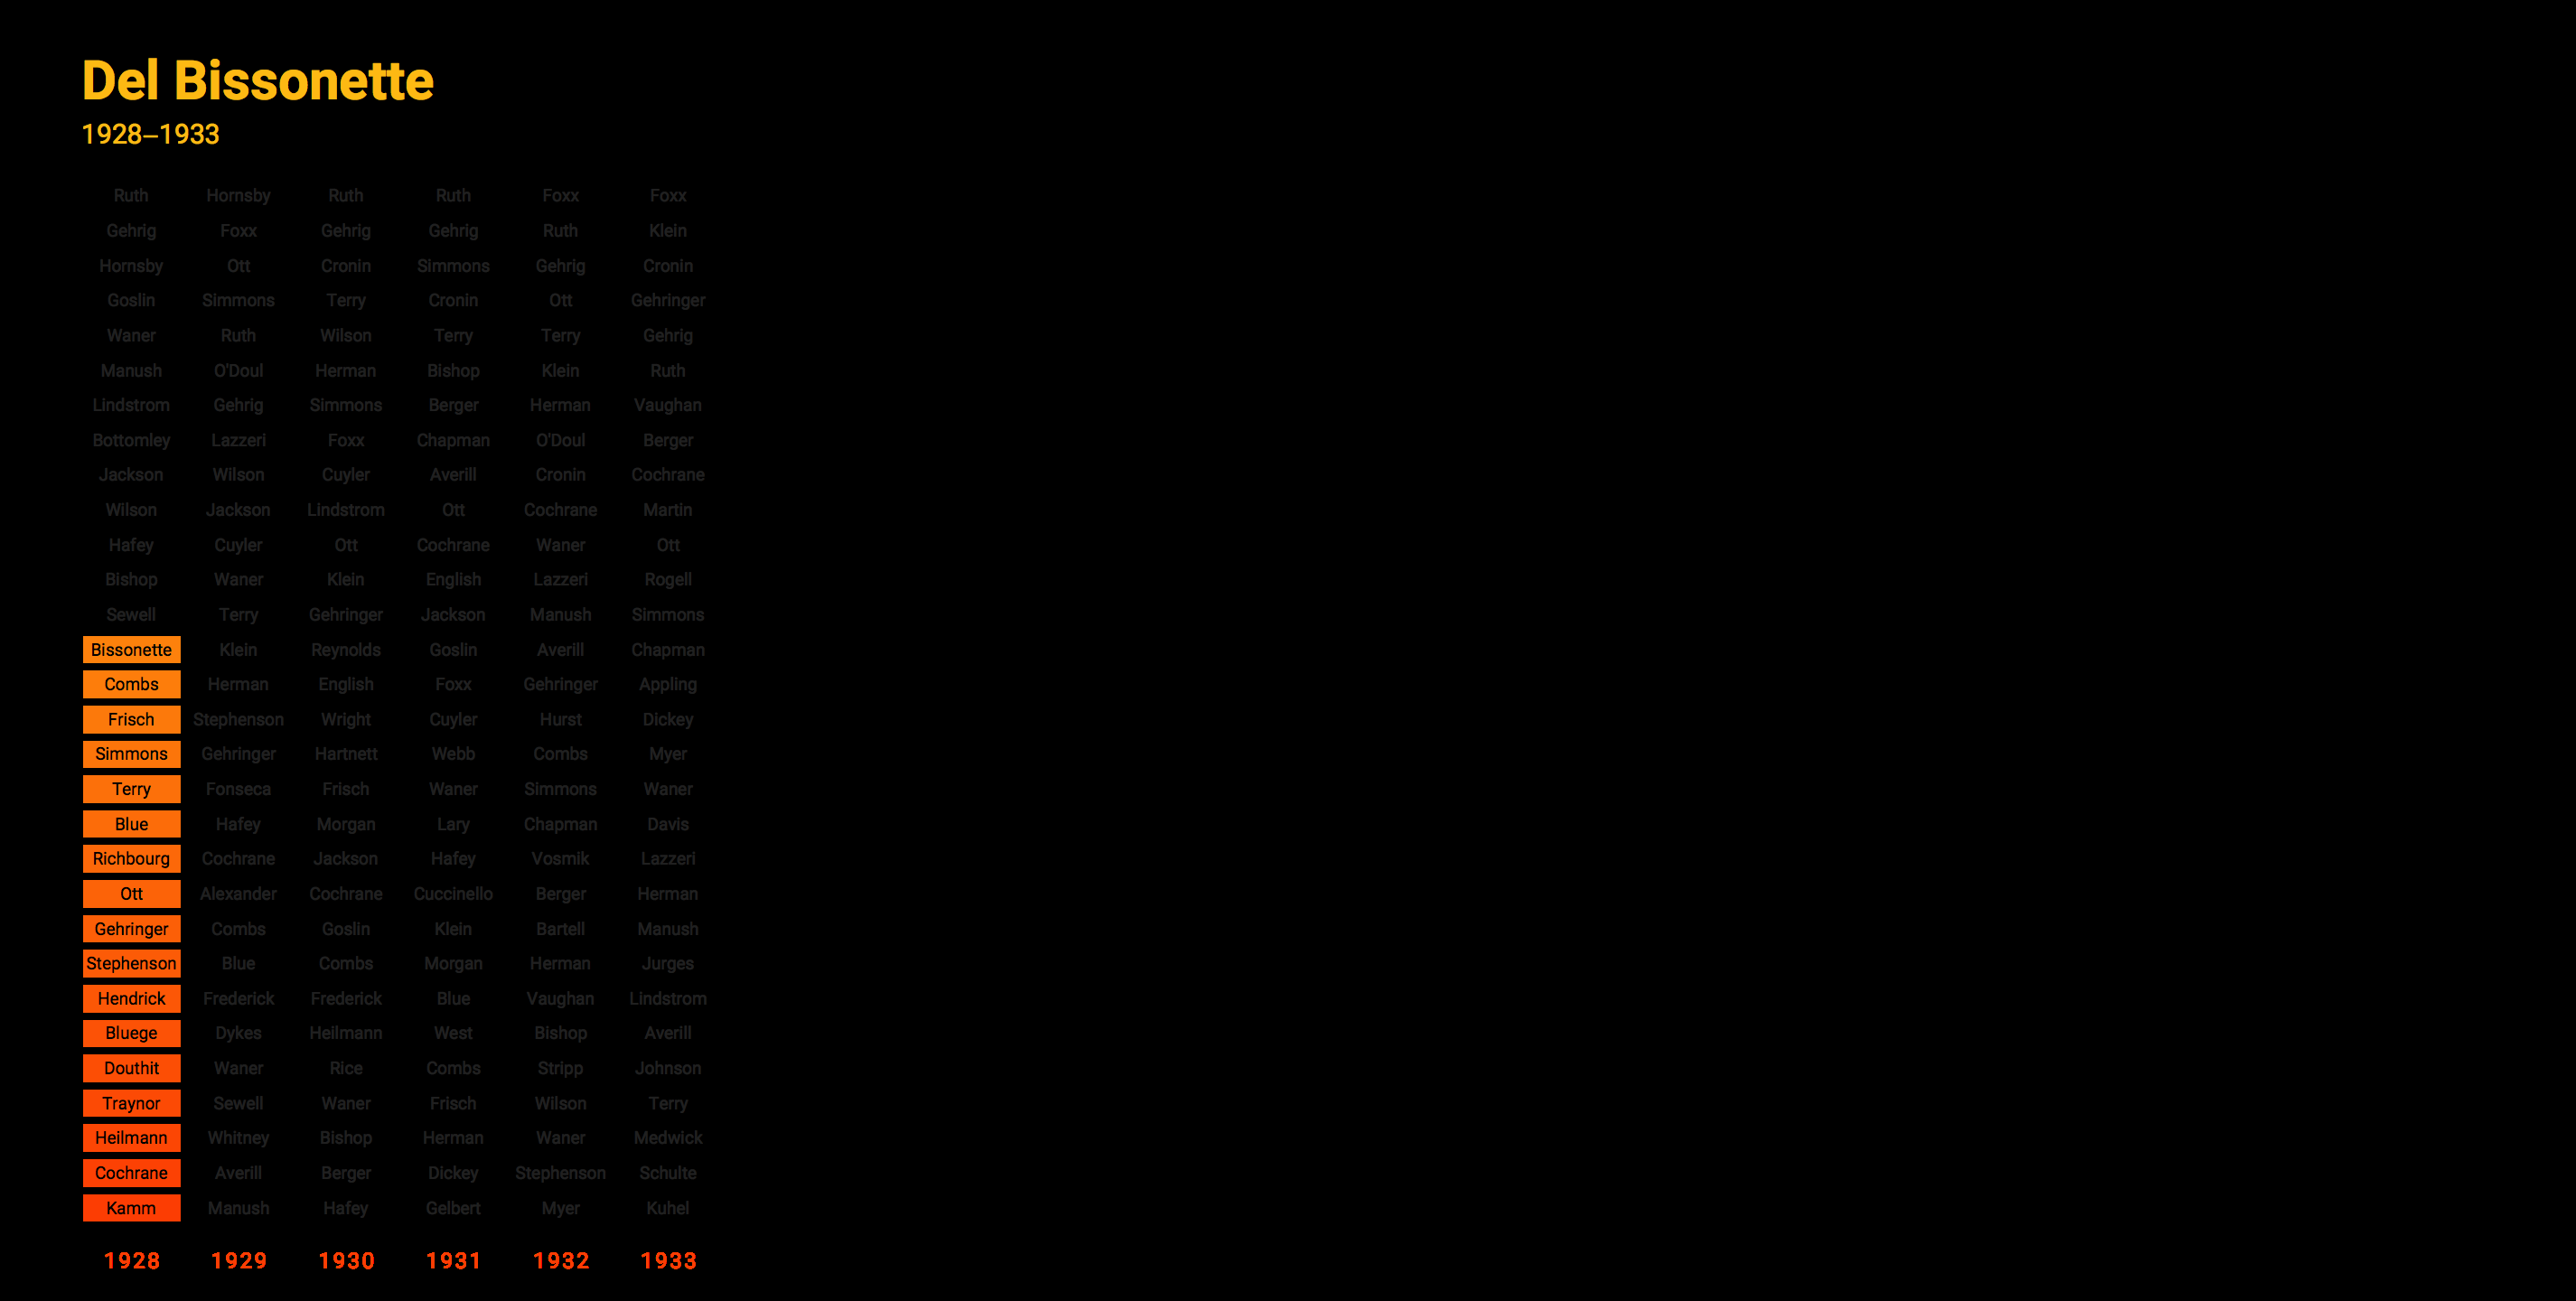 Del Bissonette
1928–1933
Ruth Hornsby Ruth Ruth Foxx Foxx
Gehrig Foxx Gehrig Gehrig Ruth Klein
Hornsby Ott Cronin Simmons Gehrig Cronin
Goslin Simmons Terry Cronin Ott Gehringer
Waner Ruth Wilson Terry Terry Gehrig
Manush O'Doul Herman Bishop Klein Ruth
Lindstrom Gehrig Simmons Berger Herman Vaughan
Bottomley Lazzeri Foxx Chapman O'Doul Berger
Jackson Wilson Cuyler Averill Cronin Cochrane
Wilson Jackson Lindstrom Ott Cochrane Martin
Hafey Cuyler Ott Cochrane Waner Ott
Bishop Waner Klein English Lazzeri Rogell
Sewell Terry Gehringer Jackson Manush Simmons
Bissonette Klein Reynolds Goslin Averill Chapman
Combs Herman English Foxx Gehringer Appling
Frisch Stephenson Wright Cuyler Hurst Dickey
Simmons Gehringer Hartnett Webb Combs Myer
Terry Fonseca Frisch Waner Simmons Waner
Blue Hafey Morgan Lary Chapman Davis
Richbourg Cochrane Jackson Hafey Vosmik Lazzeri
Ott Alexander Cochrane Cuccinello Berger Herman
Gehringer Combs Goslin Klein Bartell Manush
Stephenson Blue Combs Morgan Herman Jurges
Hendrick Frederick Frederick Blue Vaughan Lindstrom
Bluege Dykes Heilmann West Bishop Averill
Douthit Waner Rice Combs Stripp Johnson
Traynor Sewell Waner Frisch Wilson Terry
Heilmann Whitney Bishop Herman Waner Medwick
Cochrane Averill Berger Dickey Stephenson Schulte
Kamm Manush Hafey Gelbert Myer Kuhel
1928 1929 1930 1931 1932 1933